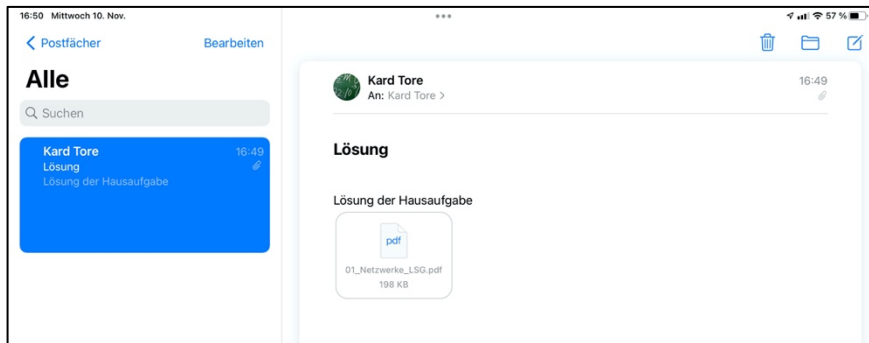 16:50 Mittwoch 10. Nov.
57 %
Postfächer
Bearbeiten
Alle
Suchen
Kard Tore 16:49
Lösung
Lösung der Hausaufgabe
Kard Tore 16:49
An: Kard Tore >
Lösung
Lösung der Hausaufgabe
pdf
01_Netzwerke_LSG.pdf
198 KB